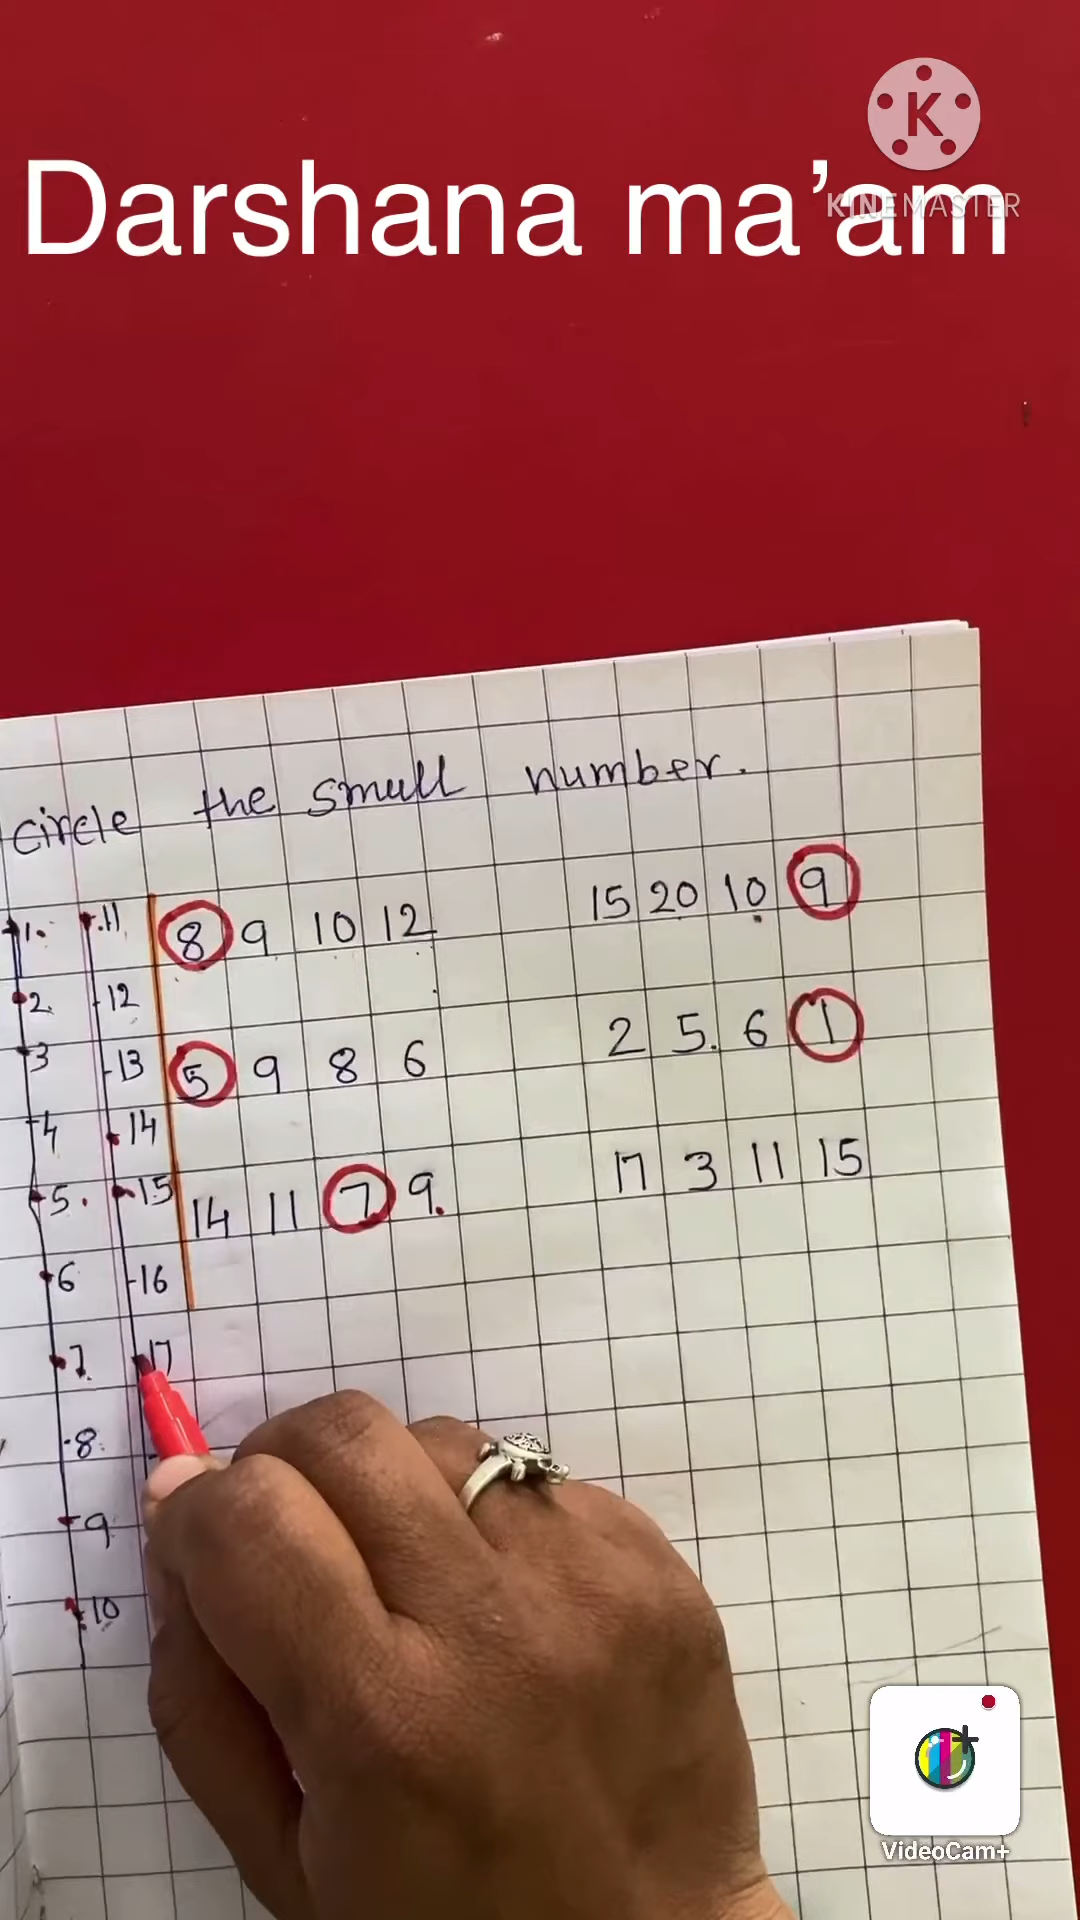 K
KINEMASTER
Darshana ma’am
circle the small number.
1. .11 8 9 10 12 15 20 10 9
2. 12
3 13 5 9 8 6 2 5. 6 1
4 14
5. 15 14 11 7 9. 17 3 11 15
6 16
7. 17
8.
9
10
VideoCam+